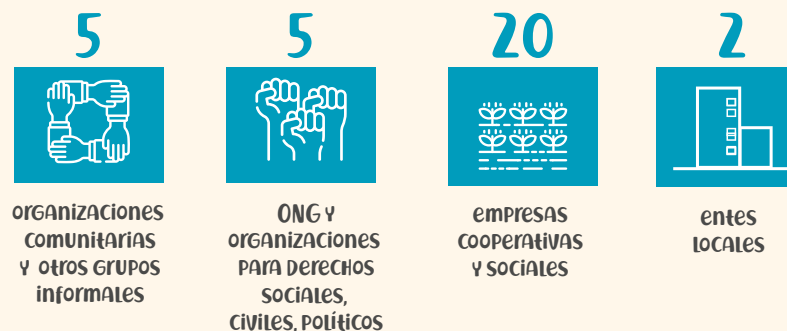 5
organizaciones
comunitarias
y otros grupos
informales
5
ONG y
organizaciones
para derechos
sociales,
civiles, políticos
20
empresas
cooperativas
y sociales
2
entes
locales